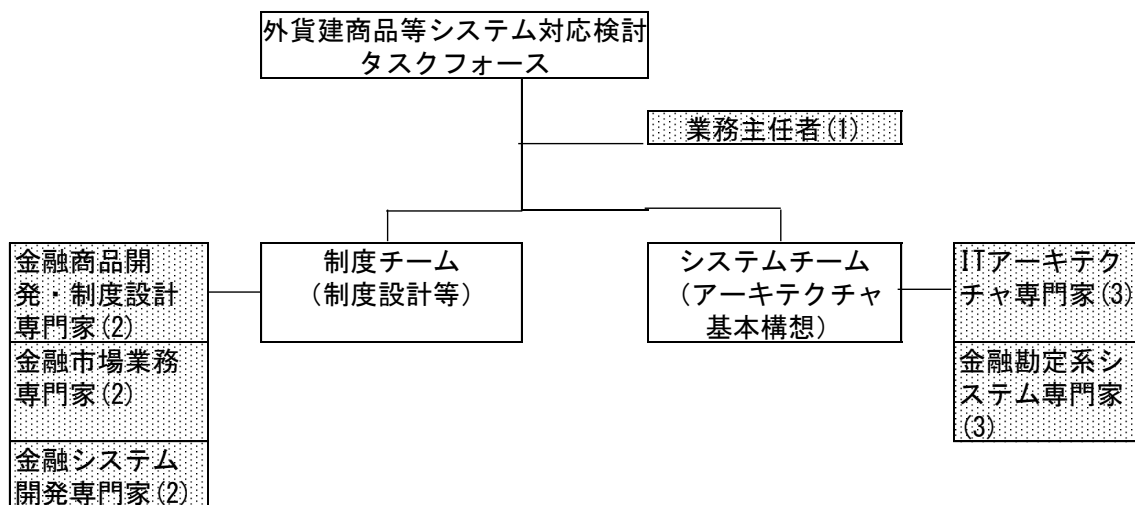 外貨建商品等システム対応検討
タスクフォース
業務主任者(1)
金融商品開
発・制度設計
専門家(2)
金融市場業務
専門家(2)
金融システム
開発専門家(2)
制度チーム
(制度設計等)
システムチーム
(アーキテクチャ
基本構想)
ITアーキテク
チャ専門家(3)
金融勘定系シ
ステム専門家
(3)